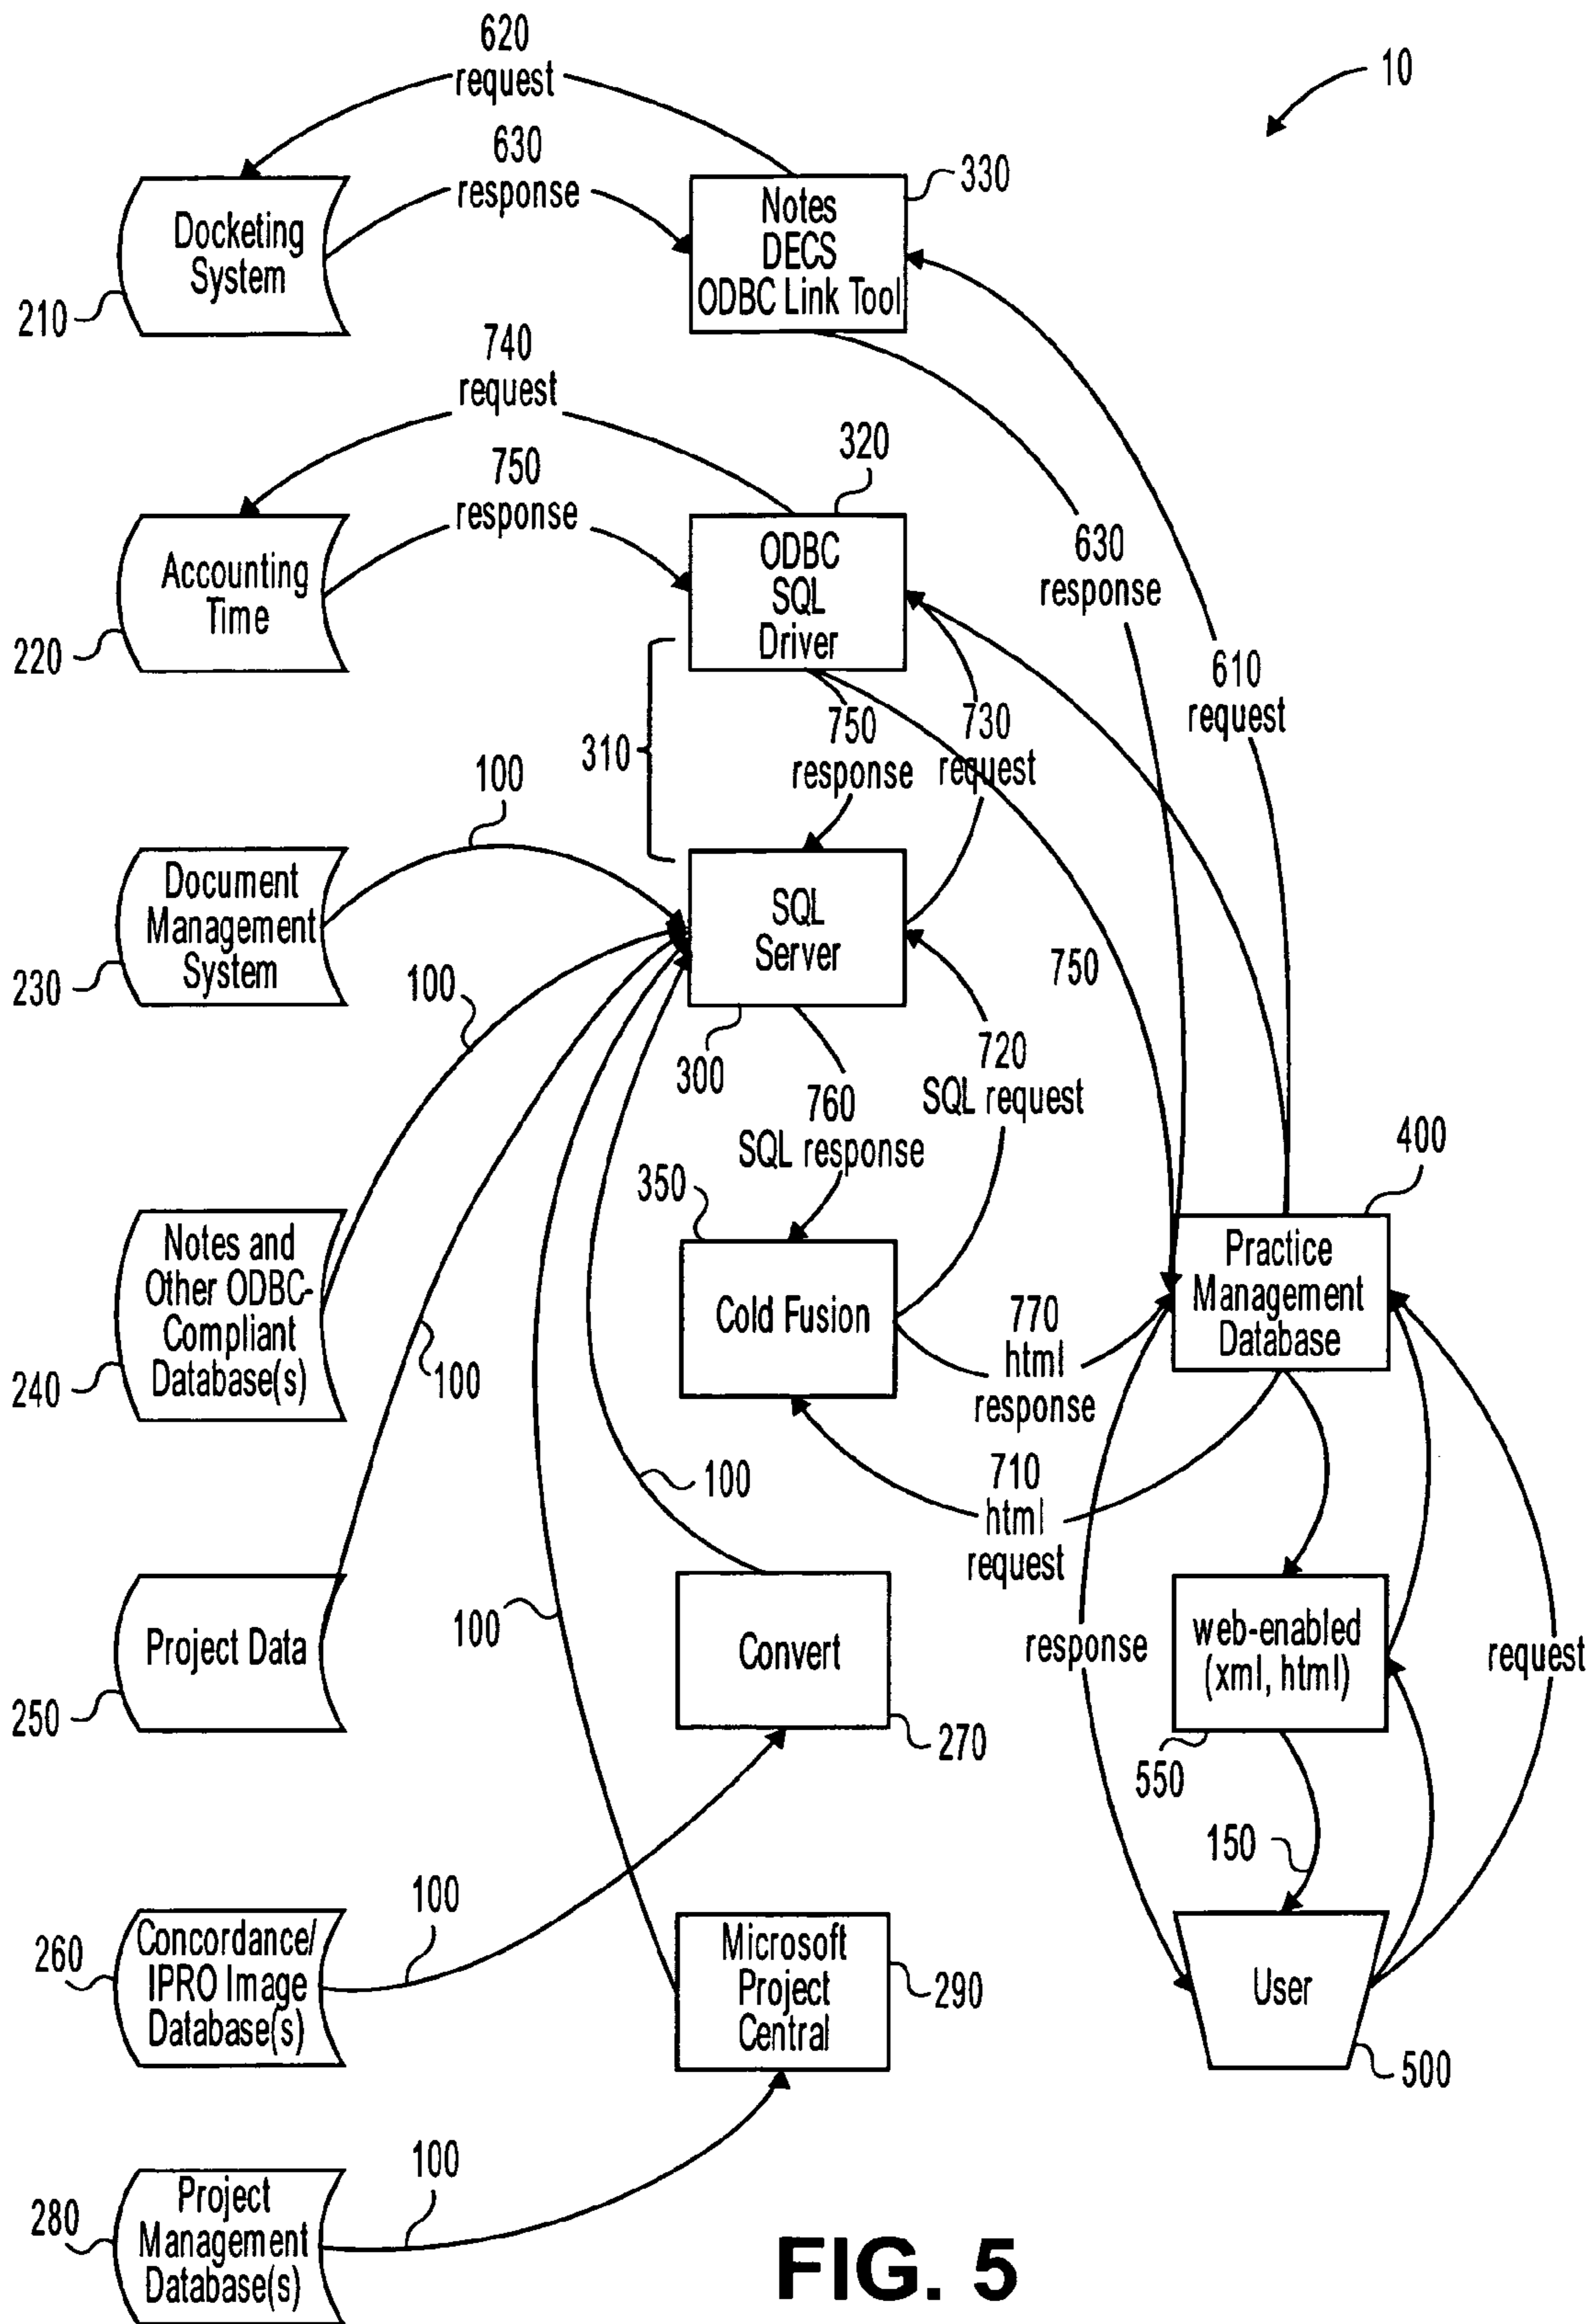 620
request
10
630
response
330
Notes
DECS
ODBC Link Tool
Docketing
System
210
740
request
750
response
320
ODBC
SQL
Driver
630
response
Accounting
Time
220
610
request
310
750
response
730
request
100
Document
Management
System
230
SQL
Server
300
750
100
720
SQL request
760
SQL response
400
350
Notes and
Other ODBC-
Compliant
Database(s)
240
Cold Fusion
Practice
Management
Database
770
html
response
100
710
html
request
100
100
Project Data
250
Convert
270
response
web-enabled
(xml, html)
550
request
150
100
Concordance/
IPRO Image
Database(s)
260
Microsoft
Project
Central
290
User
500
100
Project
Management
Database(s)
280
FIG. 5